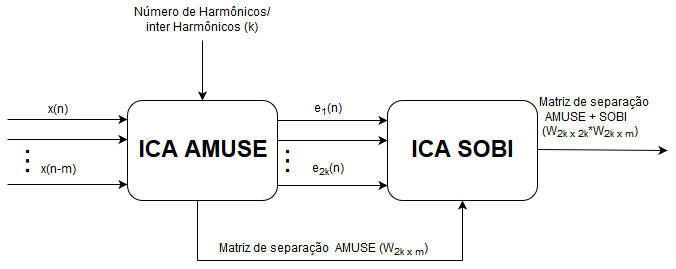 Número de Harmônicos/
inter Harmônicos (k)
x(n)
x(n-m)
ICA AMUSE
e1(n)
e2k(n)
ICA SOBI
Matriz de separação
AMUSE + SOBI
(W2k x 2k*W2k x m)
Matriz de separação AMUSE (W2k x m)